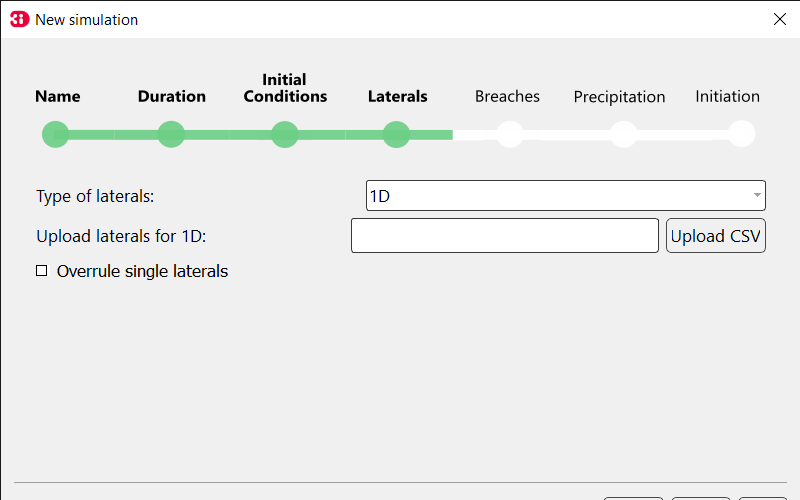 New simulation
Name
Duration
Initial
Conditions
Laterals
Breaches
Precipitation
Initiation
Type of laterals:
1D
Upload laterals for 1D:
Upload CSV
Overrule single laterals